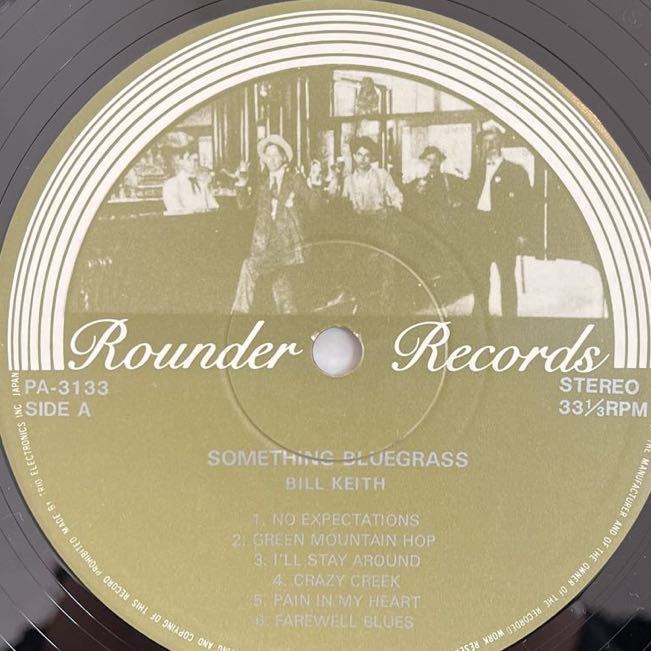 Rounder Records
PA-3133
SIDE A
STEREO
33⅓RPM
SOMETHING BLUEGRASS
BILL KEITH
1. NO EXPECTATIONS
2. GREEN MOUNTAIN HOP
3. I'LL STAY AROUND
4. CRAZY CREEK
5. PAIN IN MY HEART
6. FAREWELL BLUES
THE MANUFACTURER AND OF THE OWNER OF THE RECORDED WORK
AND COPYING OF THIS RECORD PROHIBITED MADE BY TRIO ELECTRONICS INC. JAPAN